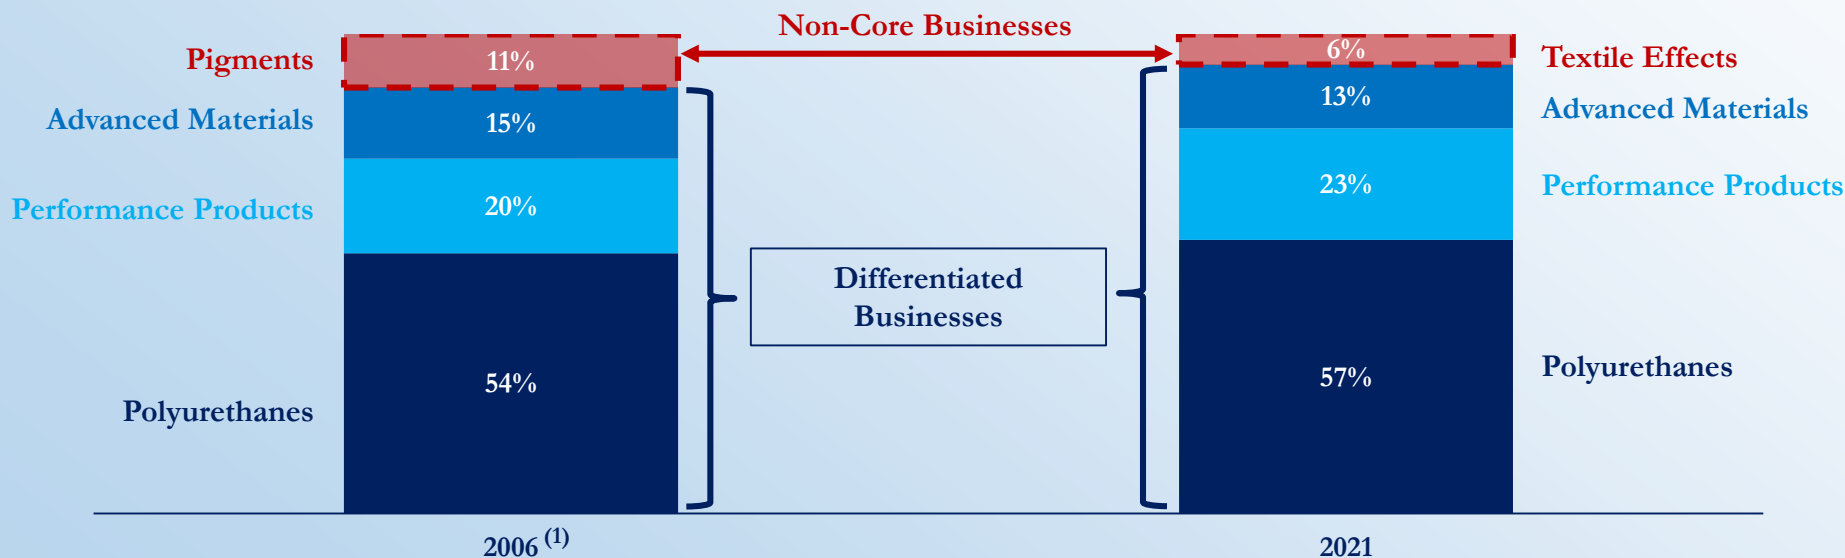 Non-Core Businesses
Pigments
11%
6%
Textile Effects
Advanced Materials
15%
13%
Advanced Materials
Performance Products
20%
23%
Performance Products
Differentiated
Businesses
Polyurethanes
54%
57%
Polyurethanes
2006 (1)
2021